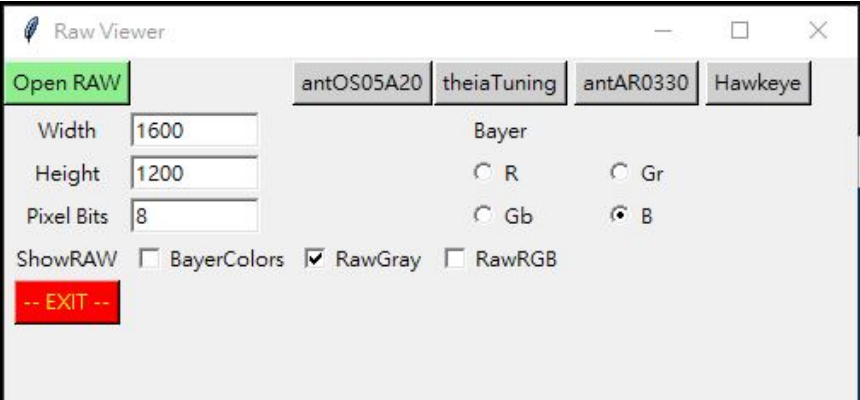 Raw Viewer
Open RAW antOS05A20 theiaTuning antAR0330 Hawkeye
Width 1600 Bayer
Height 1200 R Gr
Pixel Bits 8 Gb B
ShowRAW BayerColors RawGray RawRGB
-- EXIT --